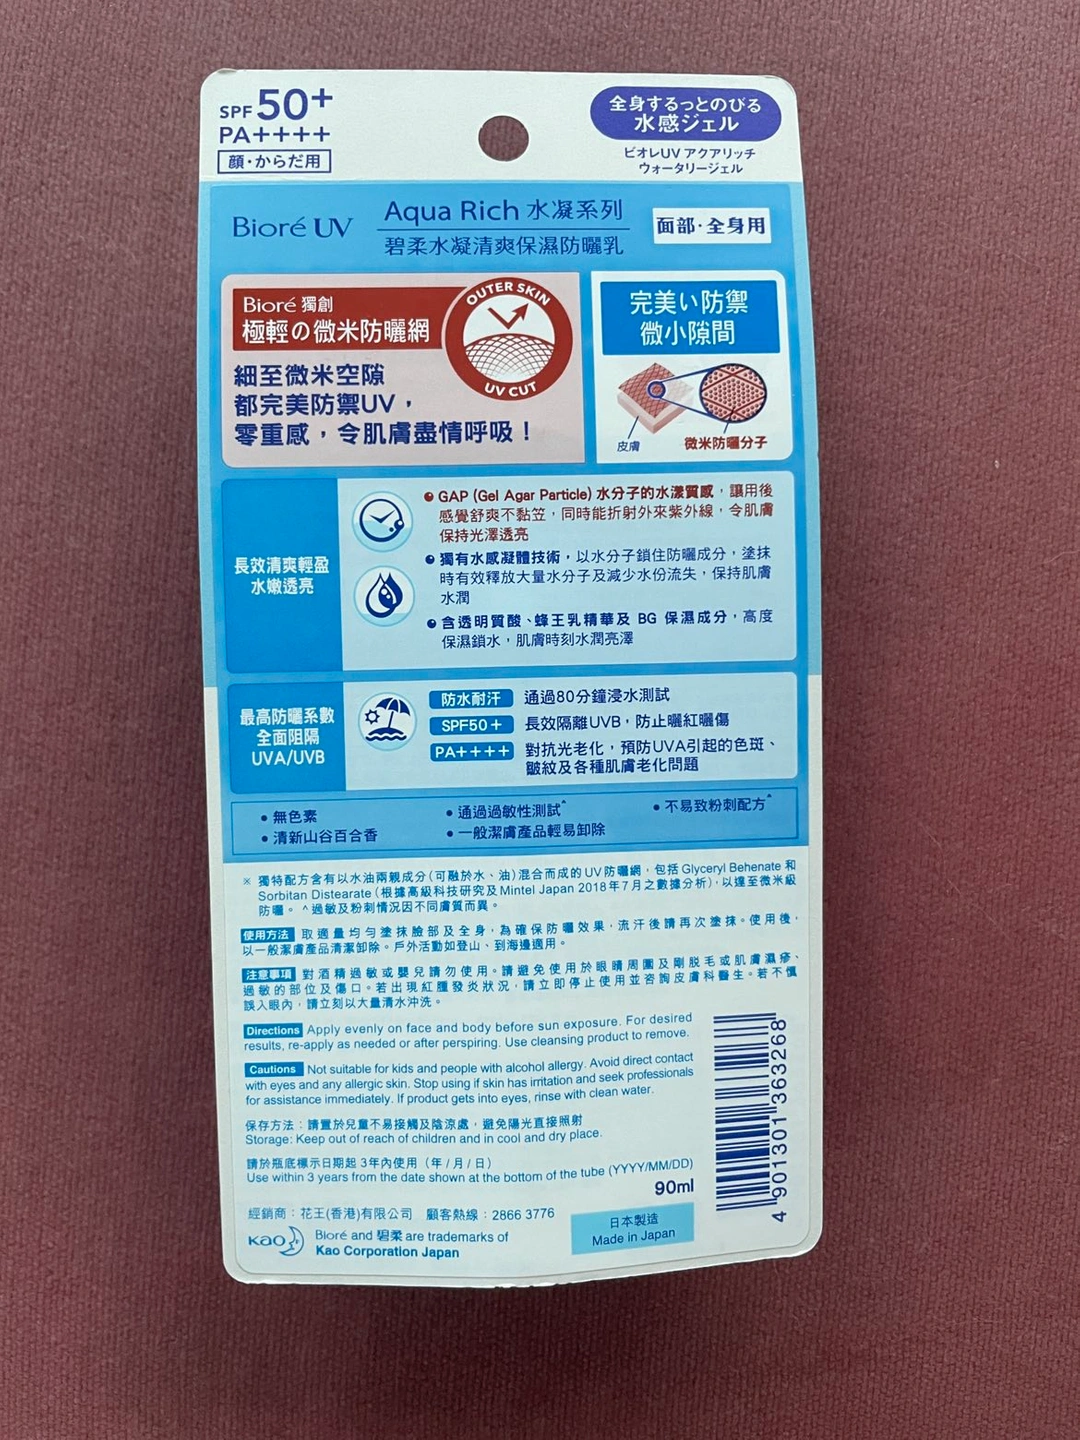 SPF 50+
PA++++
顔・からだ用
全身するっとのびる
水感ジェル
ビオレUV アクアリッチ
ウォータリージェル
Bioré UV
Aqua Rich 水凝系列
碧柔水凝清爽保濕防曬乳
面部・全身用
Bioré 獨創
極輕の微米防曬網
OUTER SKIN
UV CUT
細至微米空隙
都完美防禦UV，
零重感，令肌膚盡情呼吸！
完美い防禦
微小隙間
皮膚
微米防曬分子
長效清爽輕盈
水嫩透亮
GAP (Gel Agar Particle) 水分子的水漾質感，讓用後
感覺舒爽不黏笠，同時能折射外來紫外線，令肌膚
保持光澤透亮
獨有水感凝體技術，以水分子鎖住防曬成分，塗抹
時有效釋放大量水分子及減少水份流失，保持肌膚
水潤
含透明質酸、蜂王乳精華及 BG 保濕成分，高度
保濕鎖水，肌膚時刻水潤亮澤
最高防曬系數
全面阻隔
UVA/UVB
防水耐汗 通過80分鐘浸水測試
SPF50+ 長效隔離UVB，防止曬紅曬傷
PA++++ 對抗光老化，預防UVA引起的色斑、
皺紋及各種肌膚老化問題
• 無色素
• 通過過敏性測試^
• 不易致粉刺配方^
• 清新山谷百合香
• 一般潔膚產品輕易卸除
※ 獨特配方含有以水油兩親成分(可融於水、油)混合而成的UV防曬網，包括 Glyceryl Behenate 和
Sorbitan Distearate (根據高級科技研究及Mintel Japan 2018年7月之數據分析)，以達至微米級
防曬。 ^過敏及粉刺情況因不同膚質而異。
使用方法 取適量均勻塗抹臉部及全身，為確保防曬效果，流汗後請再次塗抹。使用後，
以一般潔膚產品清潔卸除。戶外活動如登山、到海邊適用。
注意事項 對酒精過敏或嬰兒請勿使用。請避免使用於眼睛周圍及剛脫毛或肌膚濕疹、
過敏的部位及傷口。若出現紅腫發炎狀況，請立即停止使用並咨詢皮膚科醫生。若不慎
誤入眼內，請立刻以大量清水沖洗。
Directions Apply evenly on face and body before sun exposure. For desired
results, re-apply as needed or after perspiring. Use cleansing product to remove.
Cautions Not suitable for kids and people with alcohol allergy. Avoid direct contact
with eyes and any allergic skin. Stop using if skin has irritation and seek professionals
for assistance immediately. If product gets into eyes, rinse with clean water.
保存方法：請置於兒童不易接觸及陰涼處，避免陽光直接照射
Storage: Keep out of reach of children and in cool and dry place.
請於瓶底標示日期起 3年內使用（年/月/日）
Use within 3 years from the date shown at the bottom of the tube (YYYY/MM/DD)
90ml
經銷商：花王(香港)有限公司 顧客熱線：2866 3776
Kao
Bioré and 碧柔 are trademarks of
Kao Corporation Japan
日本製造
Made in Japan
4 901301 363268